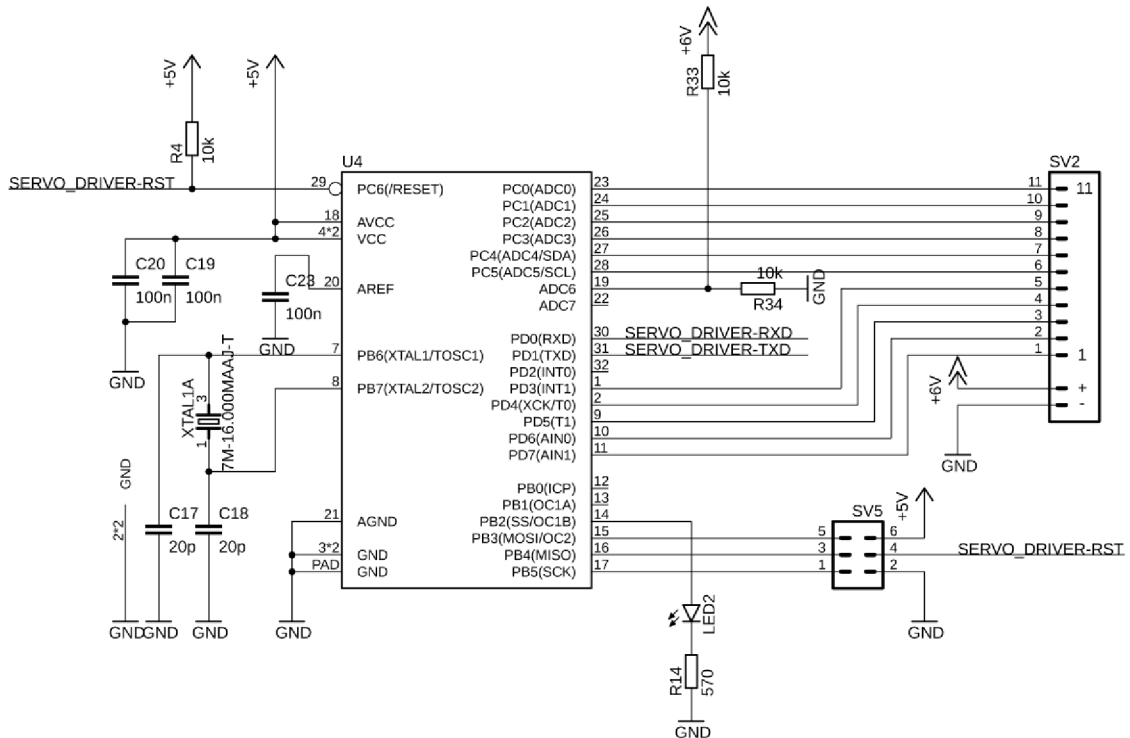 +6V
R33
10k
+5V
+5V
R4
10k
U4
SV2
SERVO_DRIVER-RST
29
PC6(/RESET)
PC0(ADC0)
23
11
11
PC1(ADC1)
24
10
18
AVCC
PC2(ADC2)
25
9
4*2
VCC
PC3(ADC3)
26
8
PC4(ADC4/SDA)
27
7
C20
C19
PC5(ADC5/SCL)
28
6
100n
100n
C23
100n
20
AREF
ADC6
19
10k
R34
GND
5
ADC7
22
4
3
GND
PD0(RXD)
30
SERVO_DRIVER-RXD
2
7
PB6(XTAL1/TOSC1)
PD1(TXD)
31
SERVO_DRIVER-TXD
1
1
GND
PD2(INT0)
32
8
PB7(XTAL2/TOSC2)
PD3(INT1)
1
+6V
+
XTAL1A
3
1
7M-16.000MAAJ-T
PD4(XCK/T0)
2
-
PD5(T1)
9
PD6(AIN0)
10
PD7(AIN1)
11
GND
GND
2*2
PB0(ICP)
12
PB1(OC1A)
13
+5V
C17
20p
C18
20p
21
AGND
PB2(SS/OC1B)
14
SV5
PB3(MOSI/OC2)
15
5
6
3*2
GND
PB4(MISO)
16
3
4
SERVO_DRIVER-RST
PAD
GND
PB5(SCK)
17
1
2
LED2
GND
GND
GND
GND
GND
R14
570
GND